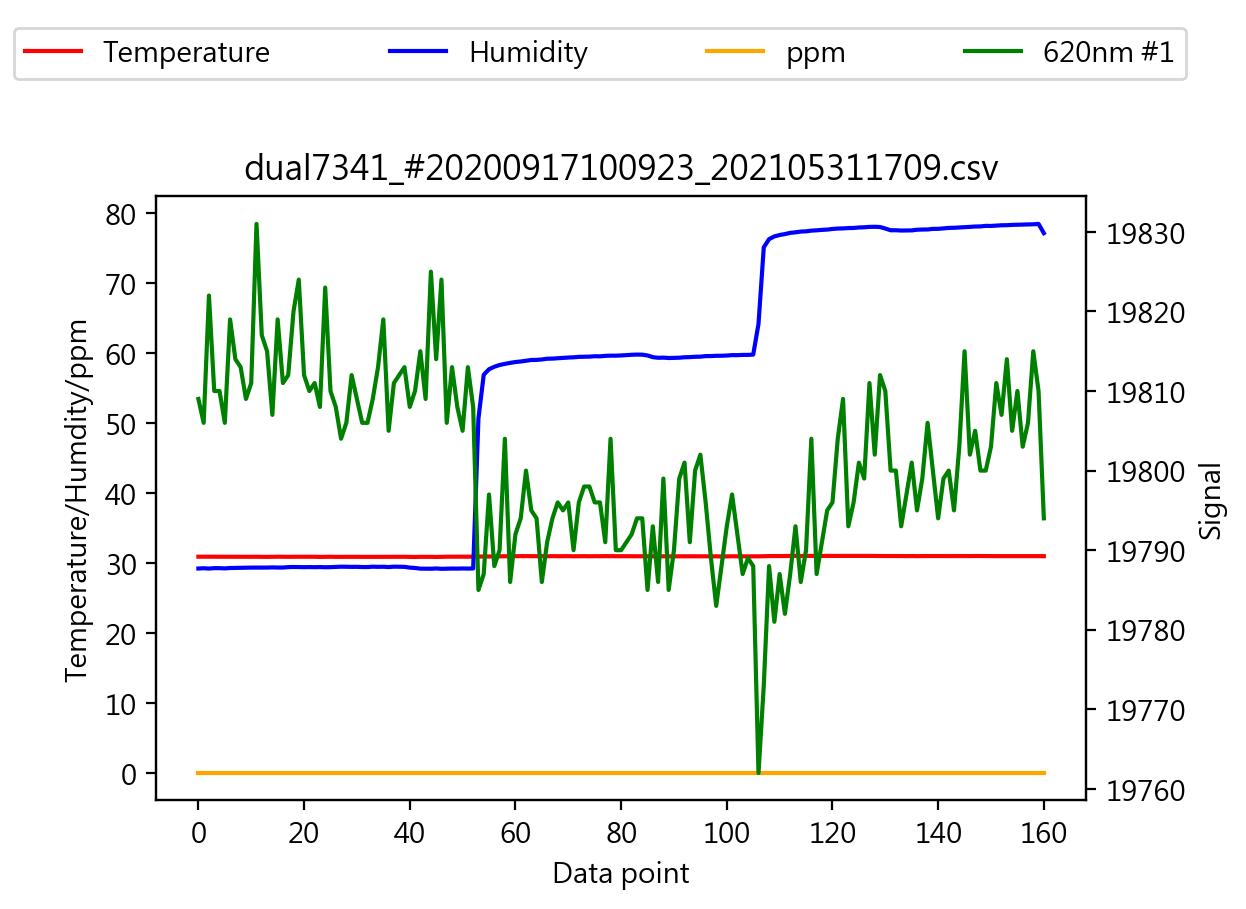 Temperature Humidity ppm 620nm #1
dual7341_#20200917100923_202105311709.csv
Temperature/Humdity/ppm
80
70
60
50
40
30
20
10
0
19830
19820
19810
19800
19790
19780
19770
19760
Signal
0 20 40 60 80 100 120 140 160
Data point